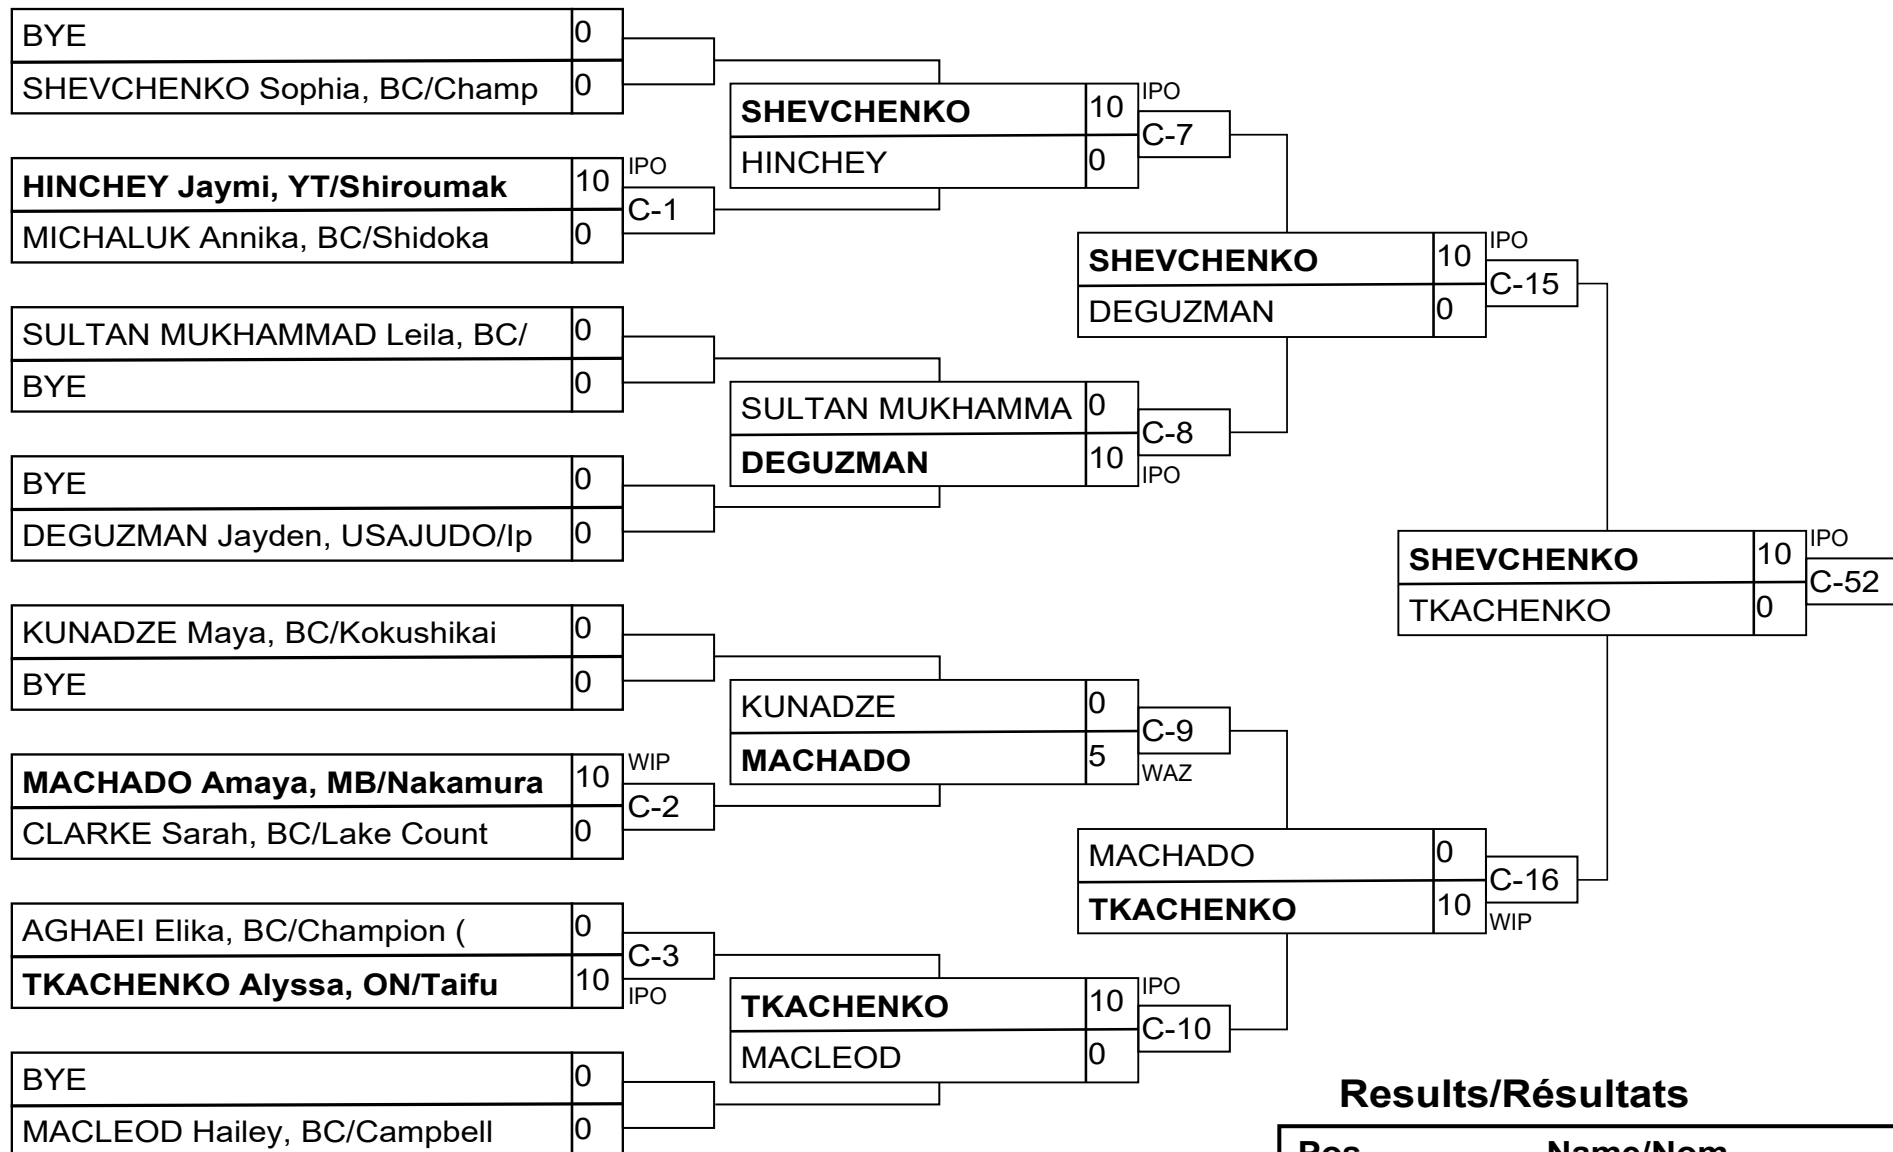 BYE 0
SHEVCHENKO Sophia, BC/Champ 0
HINCHEY Jaymi, YT/Shiroumak 10 IPO
C-1
MICHALUK Annika, BC/Shidoka 0
SULTAN MUKHAMMAD Leila, BC/ 0
BYE 0
BYE 0
DEGUZMAN Jayden, USAJUDO/Ip 0
KUNADZE Maya, BC/Kokushikai 0
BYE 0
MACHADO Amaya, MB/Nakamura 10 WIP
C-2
CLARKE Sarah, BC/Lake Count 0
AGHAEI Elika, BC/Champion ( 0
C-3
TKACHENKO Alyssa, ON/Taifu 10 IPO
BYE 0
MACLEOD Hailey, BC/Campbell 0
SHEVCHENKO 10 IPO
C-7
HINCHEY 0
SULTAN MUKHAMMA 0
C-8
DEGUZMAN 10 IPO
KUNADZE 0
C-9
MACHADO 5 WAZ
TKACHENKO 10 IPO
C-10
MACLEOD 0
SHEVCHENKO 10 IPO
C-15
DEGUZMAN 0
MACHADO 0
C-16
TKACHENKO 10 WIP
SHEVCHENKO 10 IPO
C-52
TKACHENKO 0
Results/Résultats
Pos Name/Nom